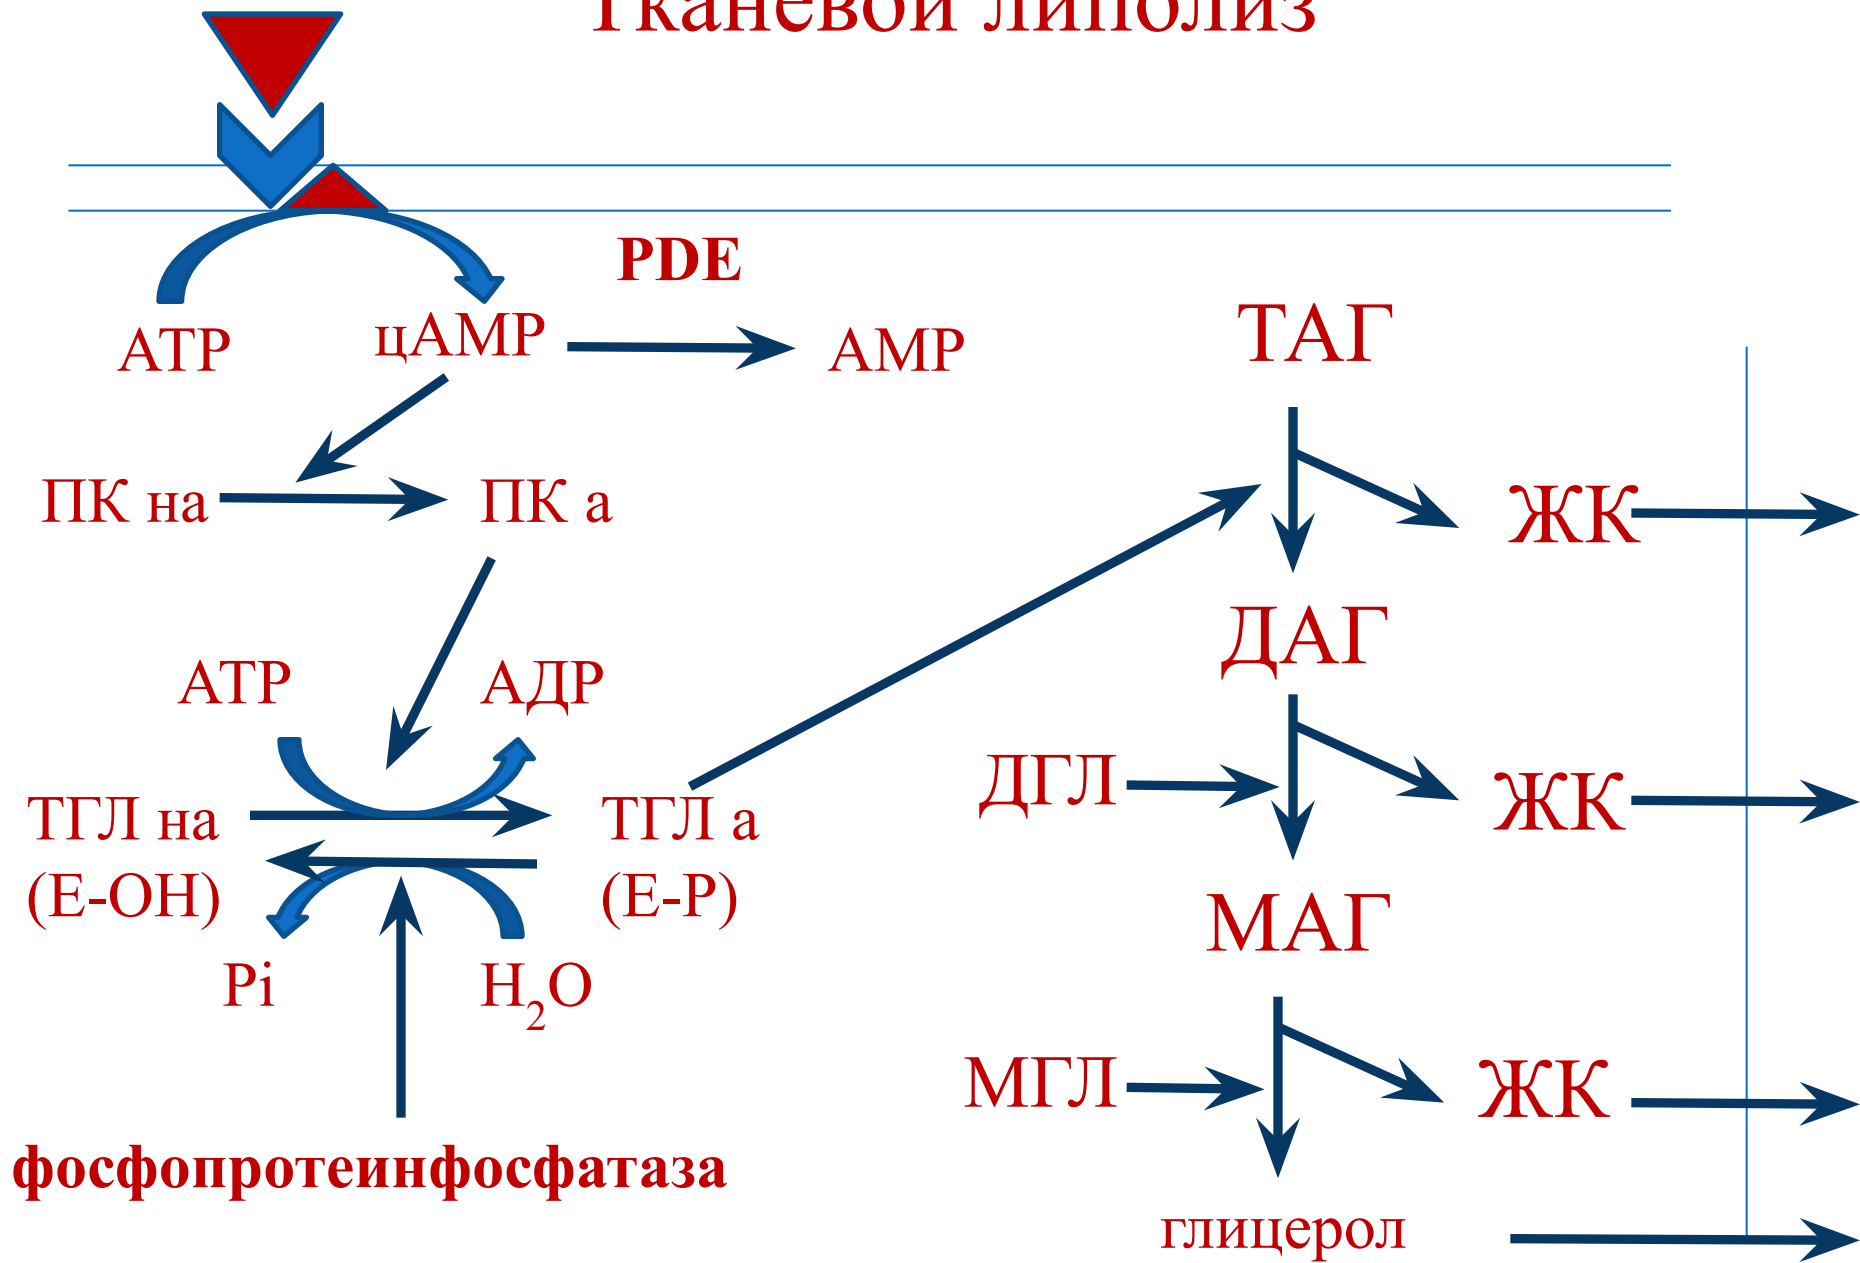 Тканевой липолиз
PDE
АТР
цАМР
АМР
ТАГ
ПК на
ПК а
ЖК
ДАГ
АТР
АДР
ДГЛ
ЖК
ТГЛ на
(Е-ОН)
ТГЛ а
(Е-Р)
МАГ
Pi
H₂O
МГЛ
ЖК
фосфопротеинфосфатаза
глицерол